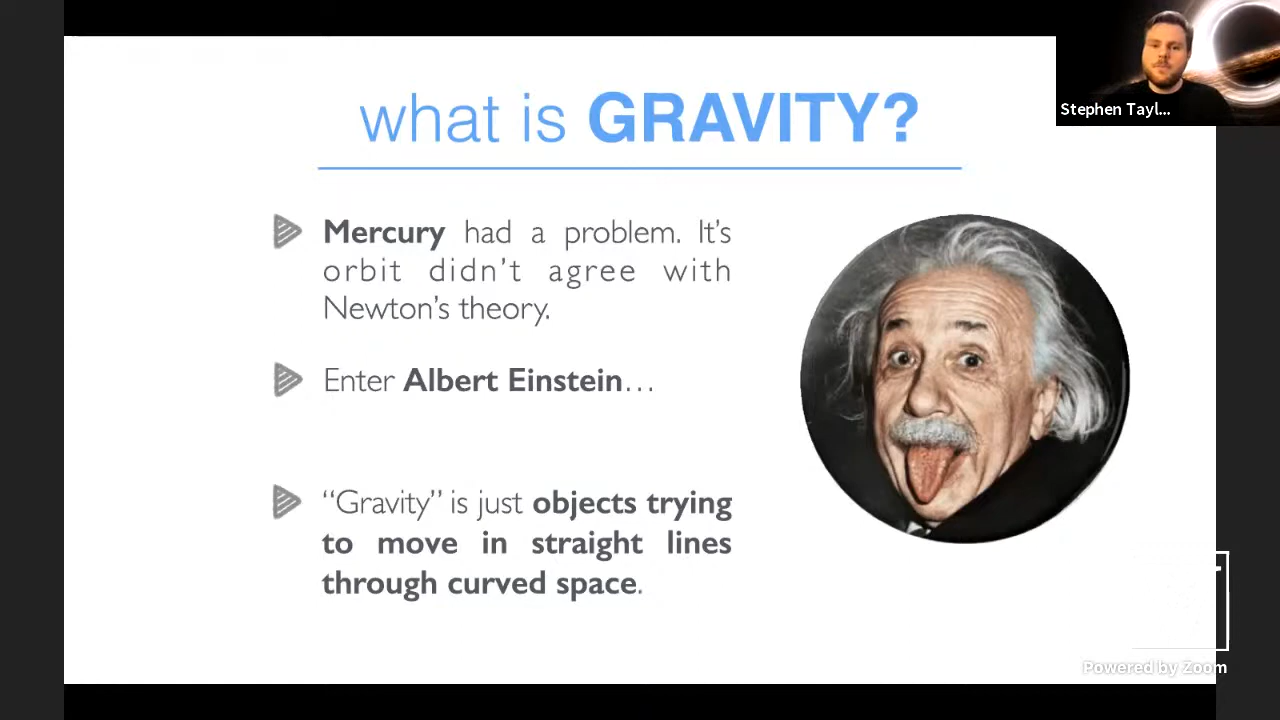 what is GRAVITY?
Stephen Tayl...
Mercury had a problem. It's
orbit didn't agree with
Newton's theory.
Enter Albert Einstein...
“Gravity” is just objects trying
to move in straight lines
through curved space.
Powered by Zoom